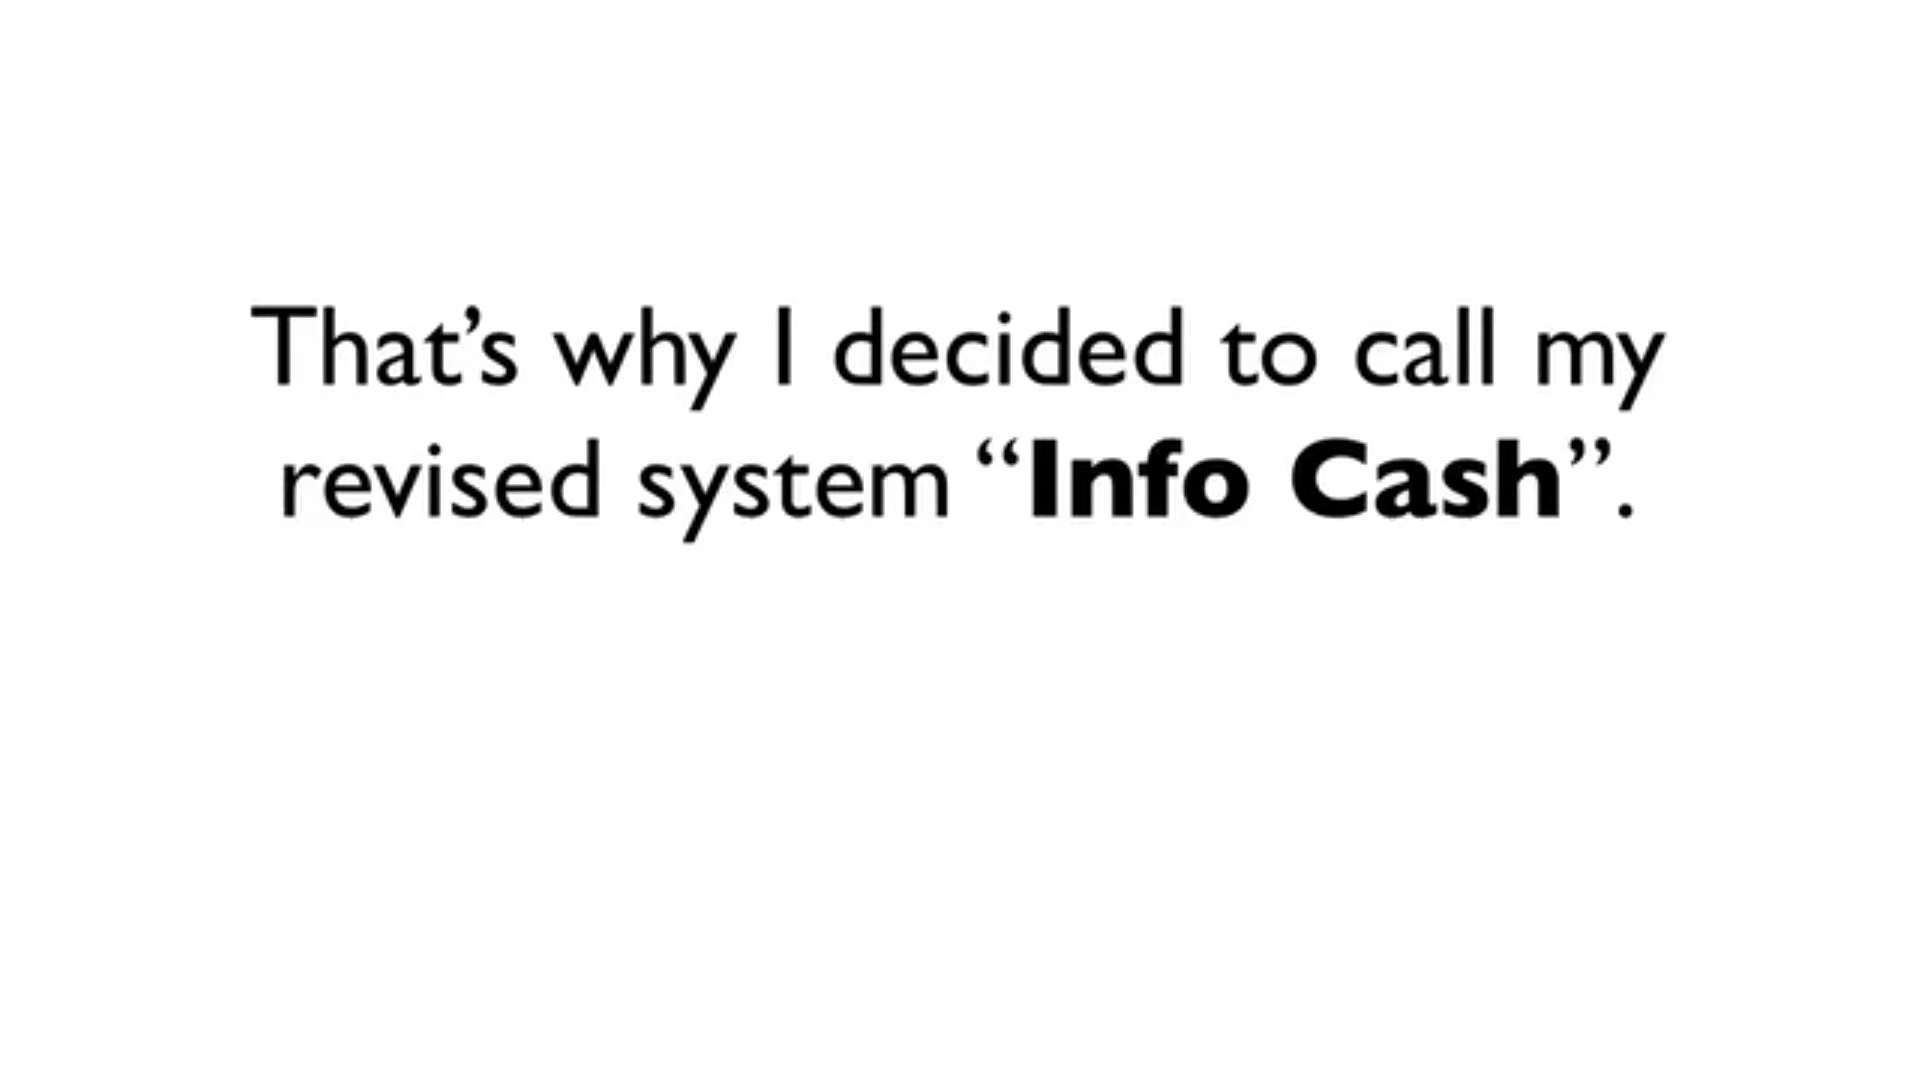 That’s why I decided to call my
revised system “Info Cash”.